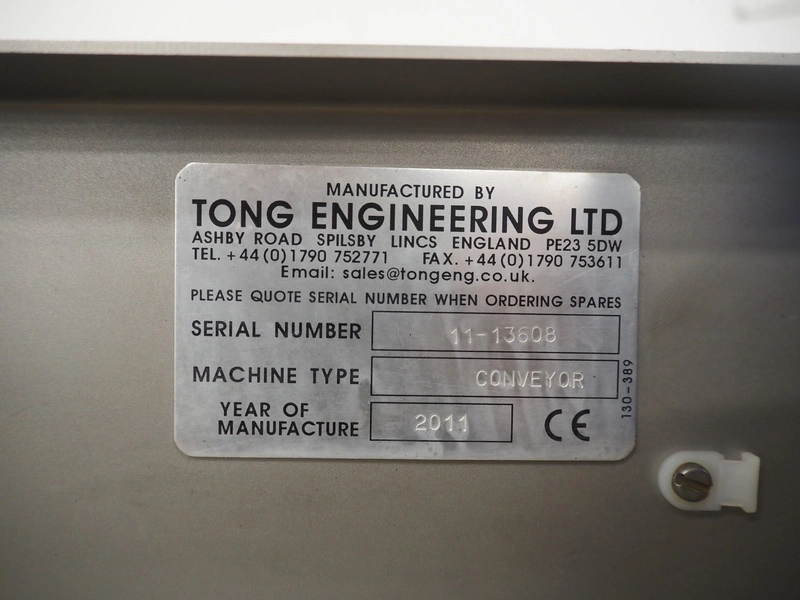 MANUFACTURED BY
TONG ENGINEERING LTD
ASHBY ROAD SPILSBY LINCS ENGLAND PE23 5DW
TEL. +44(0)1790 752771 FAX. +44(0)1790 753611
Email: sales@tongeng.co.uk.
PLEASE QUOTE SERIAL NUMBER WHEN ORDERING SPARES
SERIAL NUMBER 11-13608
MACHINE TYPE CONVEYOR
YEAR OF
MANUFACTURE 2011 CE
130-389